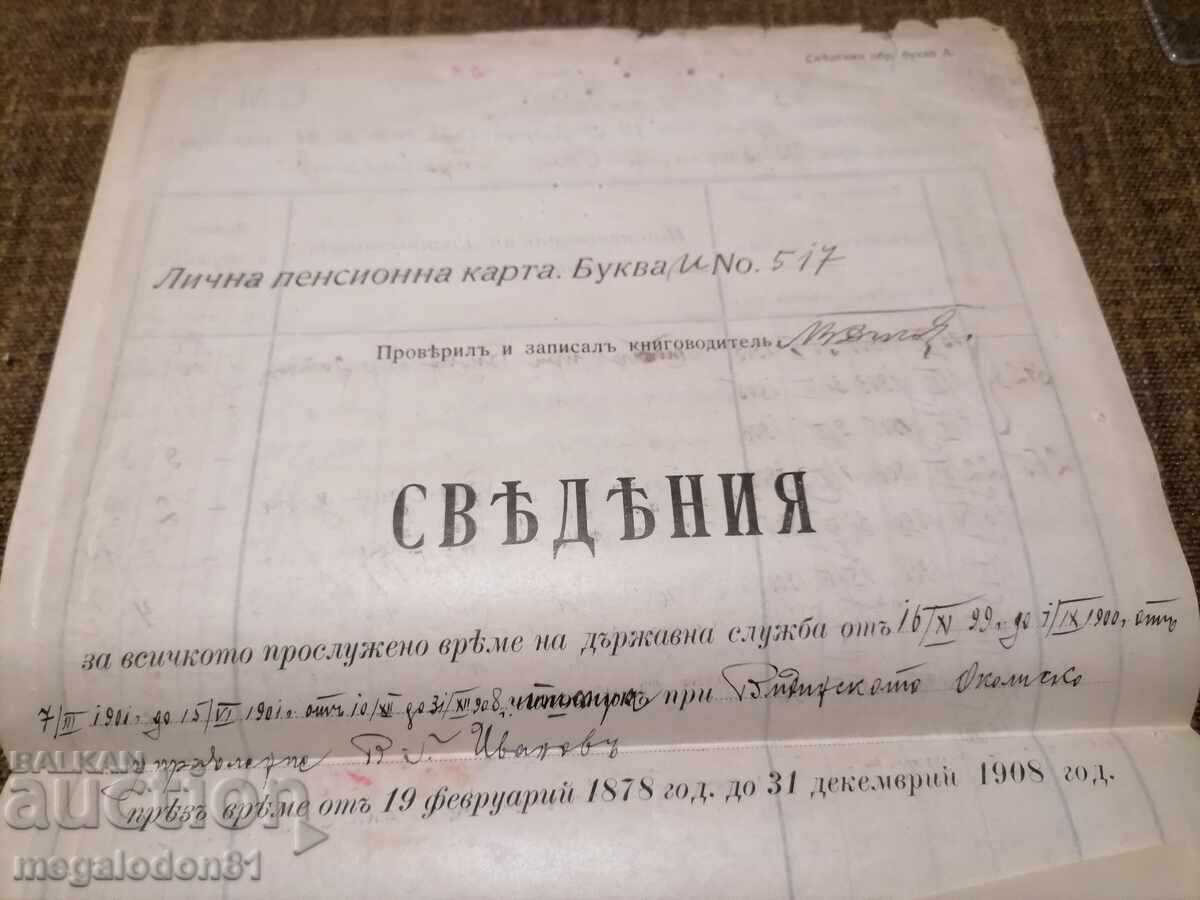 Лична пенсионна карта. Буква И No. 517
Провѣрилъ и записалъ книговодитель
СВѢДѢНИЯ
за всичкото прослужено врѣме на държавна служба отъ 16/XI 99 г. до 1/IX 1900 г. отъ
7/III 1901 г. до 15/VI 1901 г. отъ 10/XII до 31/XII 908 при Видинското Околийско
Управление В. Г. Ивановъ
прѣзъ врѣме отъ 19 февруарий 1878 год. до 31 декемврий 1908 год.
BALKAN
auction
megalodon81